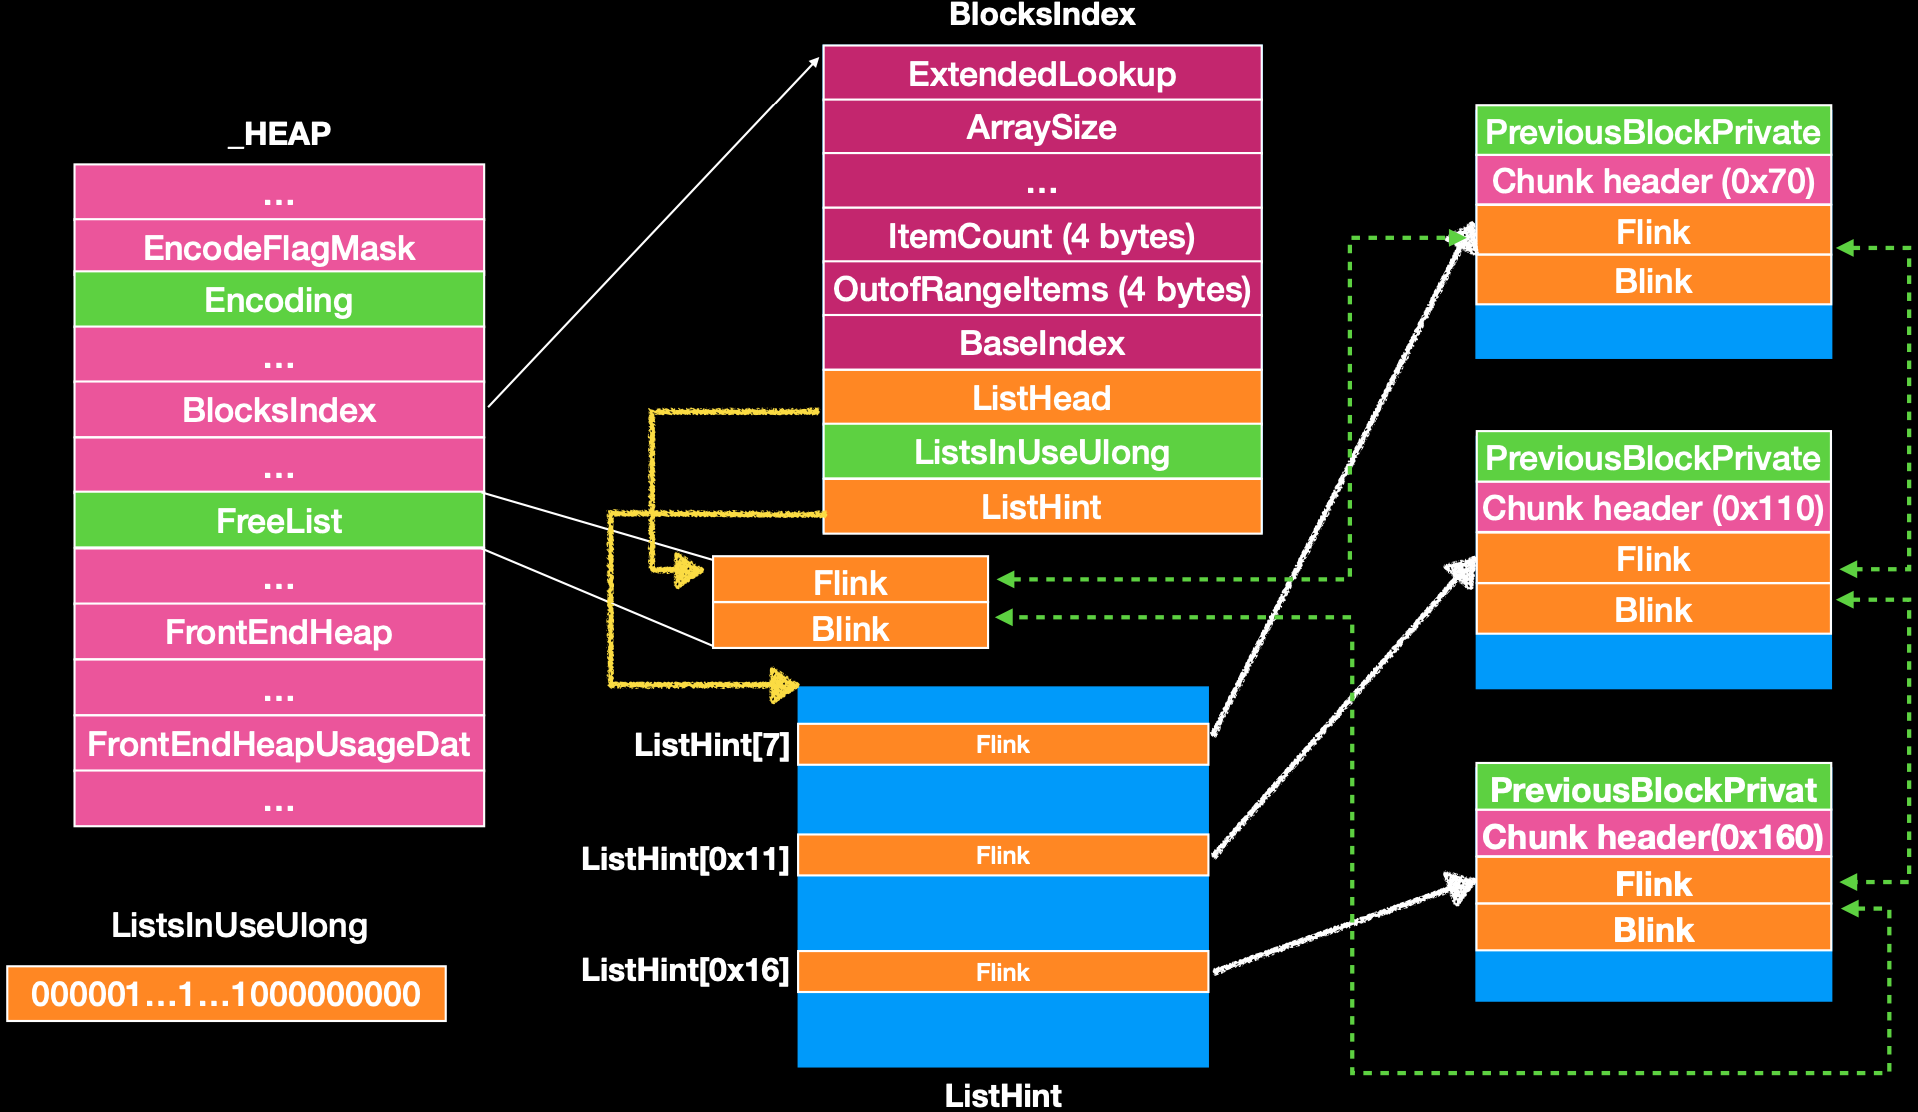 BlocksIndex
ExtendedLookup
ArraySize
...
ItemCount (4 bytes)
OutofRangeItems (4 bytes)
BaseIndex
ListHead
ListsInUseUlong
ListHint
_HEAP
...
EncodeFlagMask
Encoding
...
BlocksIndex
...
FreeList
...
FrontEndHeap
...
FrontEndHeapUsageDat
...
Flink
Blink
ListHint[7]
Flink
ListHint[0x11]
Flink
ListHint[0x16]
Flink
ListHint
PreviousBlockPrivate
Chunk header (0x70)
Flink
Blink
PreviousBlockPrivate
Chunk header (0x110)
Flink
Blink
PreviousBlockPrivat
Chunk header(0x160)
Flink
Blink
ListsInUseUlong
000001...1...1000000000